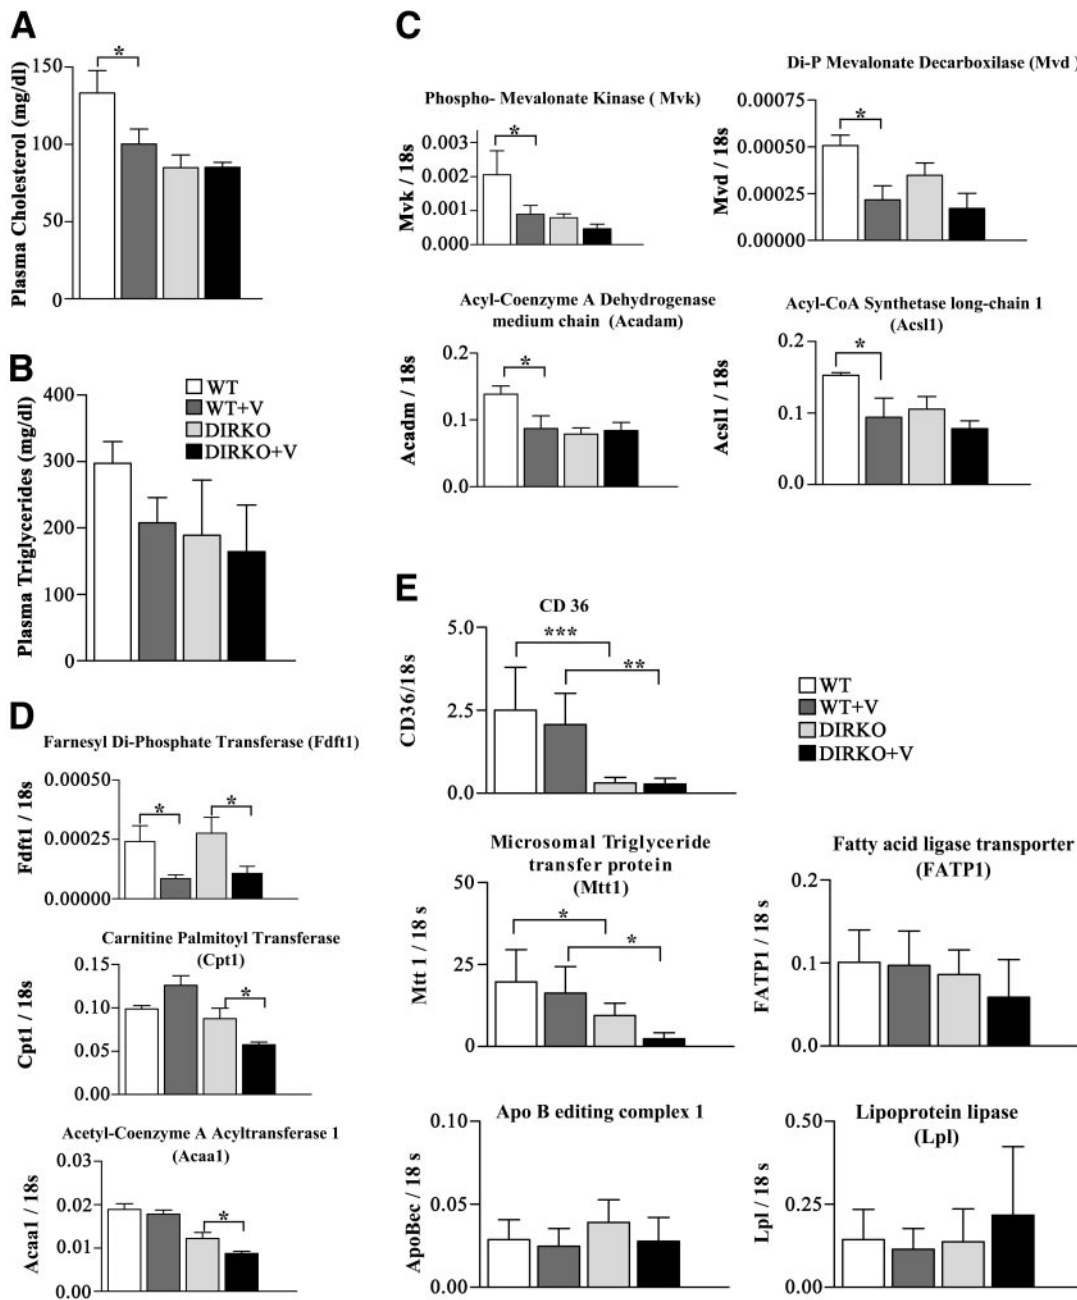 A
*
150
100
50
0
Plasma Cholesterol (mg/dl)
B
WT
WT+V
DIRKO
DIRKO+V
400
300
200
100
0
Plasma Triglycerides (mg/dl)
C
Phospho- Mevalonate Kinase ( Mvk)
*
0.003
0.002
0.001
0.000
Mvk / 18s
Di-P Mevalonate Decarboxilase (Mvd )
*
0.00075
0.00050
0.00025
0.00000
Mvd / 18s
Acyl-Coenzyme A Dehydrogenase
medium chain (Acadam)
*
0.2
0.1
0.0
Acadm / 18s
Acyl-CoA Synthetase long-chain 1
(Acsl1)
*
0.2
0.1
0.0
Acsl1 / 18s
D
Farnesyl Di-Phosphate Transferase (Fdft1)
* *
0.00050
0.00025
0.00000
Fdft1 / 18s
Carnitine Palmitoyl Transferase
(Cpt1)
*
0.15
0.10
0.05
0.00
Cpt1 / 18s
Acetyl-Coenzyme A Acyltransferase 1
(Acaa1)
*
0.03
0.02
0.01
0.00
Acaa1 / 18s
E
CD 36
***
**
5.0
2.5
0.0
CD36/18s
WT
WT+V
DIRKO
DIRKO+V
Microsomal Triglyceride
transfer protein
(Mtt1)
*
*
50
25
0
Mtt 1 / 18 s
Fatty acid ligase transporter
(FATP1)
0.2
0.1
0.0
FATP1 / 18 s
Apo B editing complex 1
0.10
0.05
0.00
ApoBec / 18 s
Lipoprotein lipase
(Lpl)
0.50
0.25
0.00
Lpl / 18 s